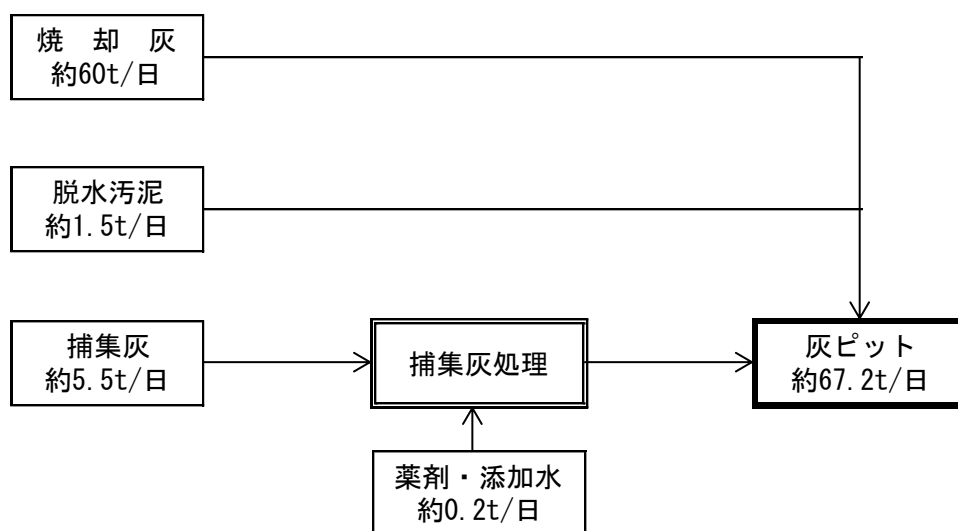 焼　却　灰
約60t/日
脱水汚泥
約1.5t/日
捕集灰
約5.5t/日
捕集灰処理
灰ピット
約67.2t/日
薬剤・添加水
約0.2t/日